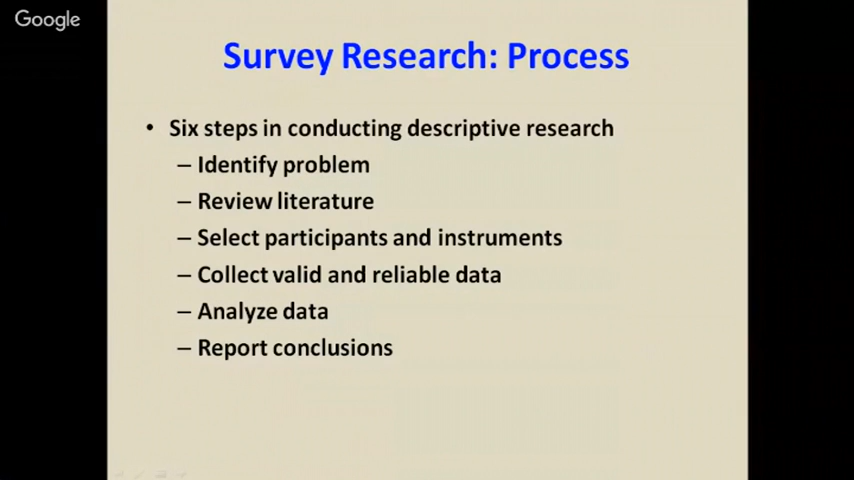 Google
Survey Research: Process
• Six steps in conducting descriptive research
– Identify problem
– Review literature
– Select participants and instruments
– Collect valid and reliable data
– Analyze data
– Report conclusions